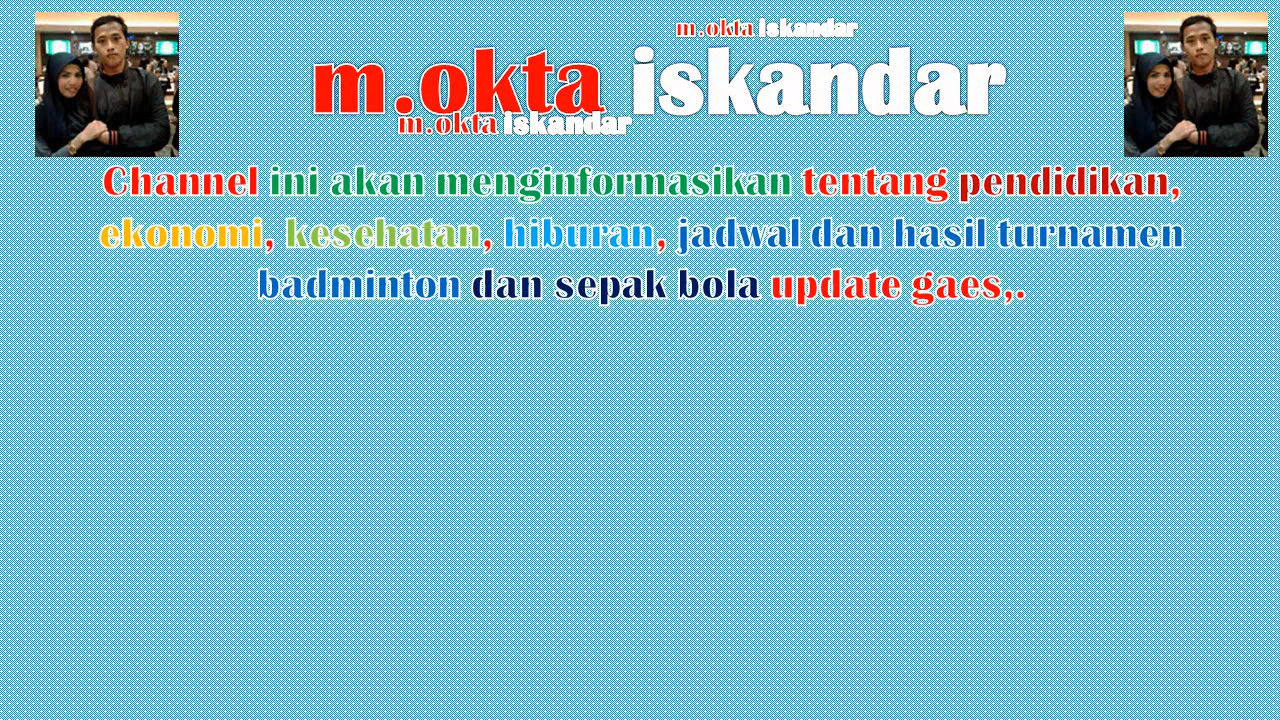 m.okta iskandar
m.okta iskandar
m.okta iskandar
Channel ini akan menginformasikan tentang pendidikan,
ekonomi, kesehatan, hiburan, jadwal dan hasil turnamen
badminton dan sepak bola update gaes,.